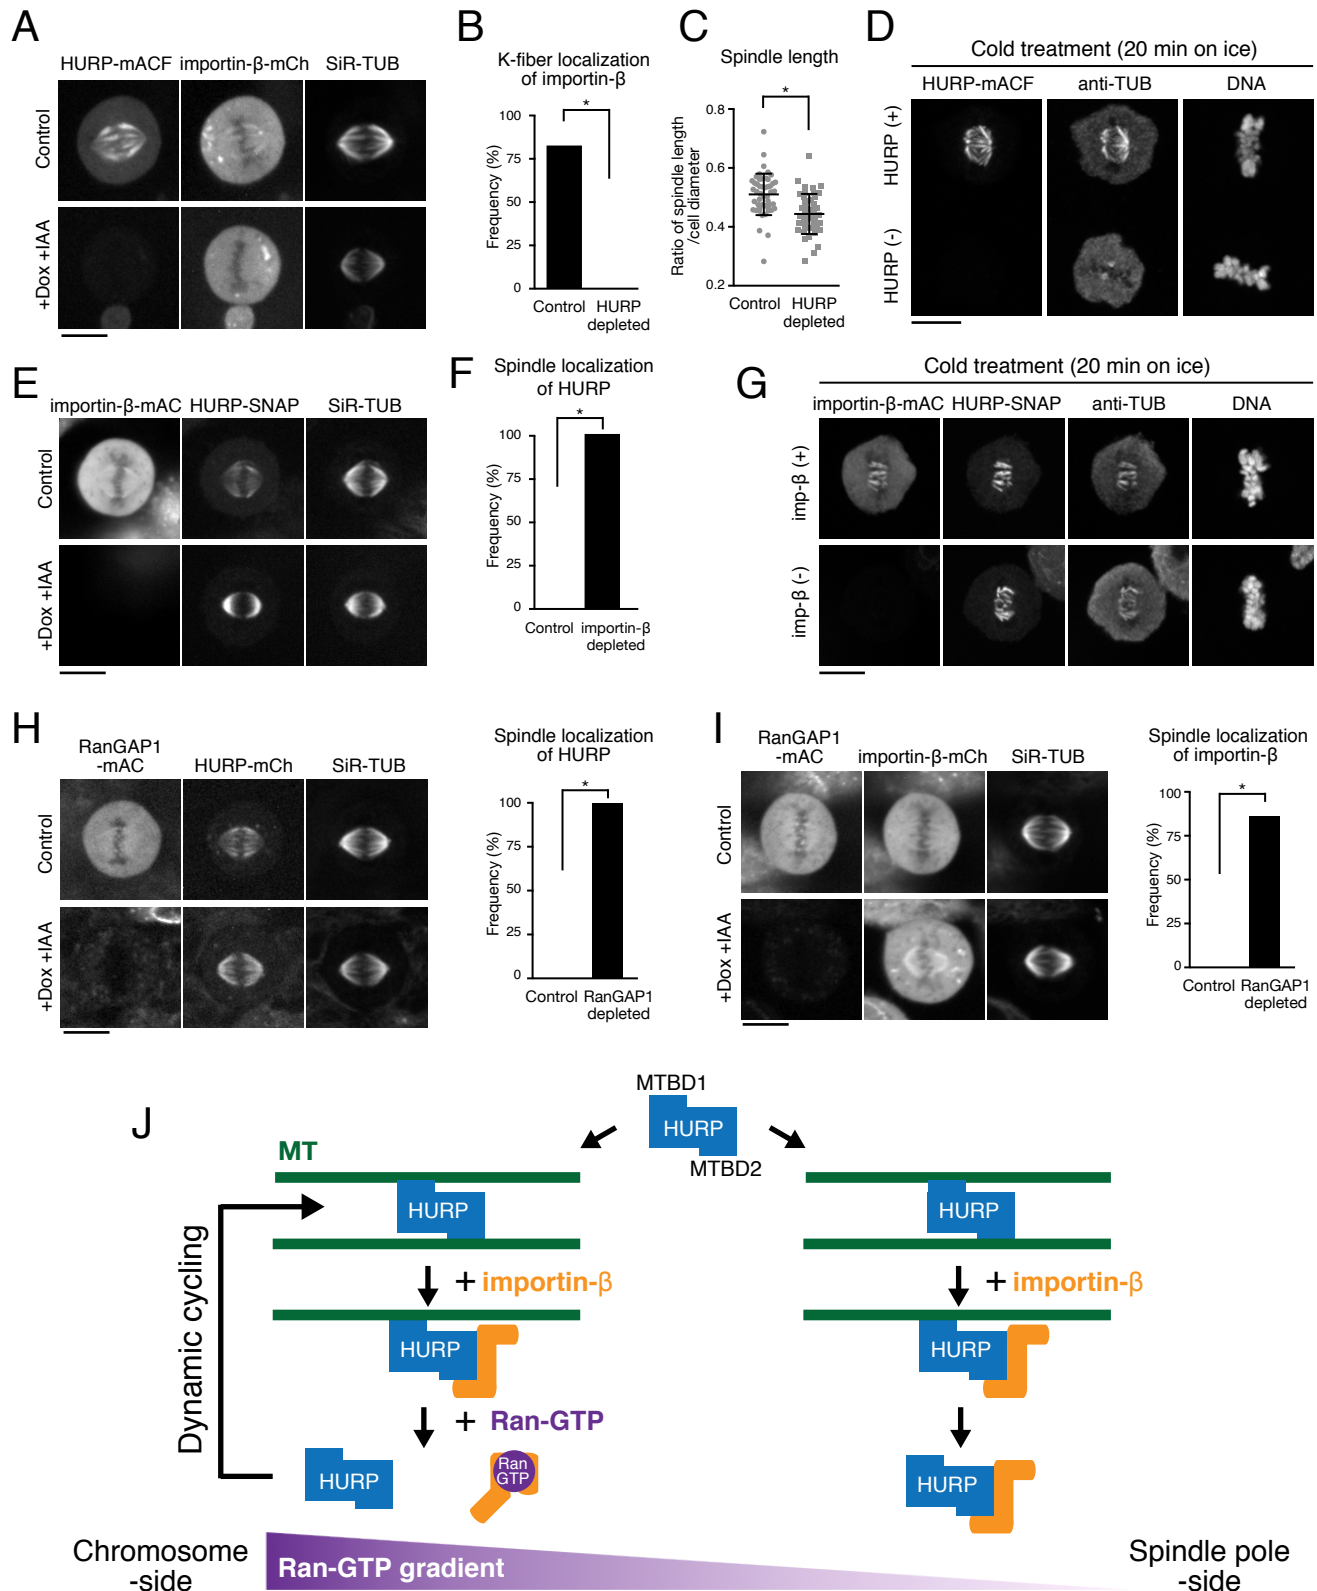 A
HURP-mACF importin-β-mCh SiR-TUB
Control
+Dox +IAA
B
K-fiber localization
of importin-β
*
Frequency (%)
100
75
50
25
0
Control HURP
depleted
C
Spindle length
*
Ratio of spindle length
/cell diameter
0.8
0.6
0.4
0.2
Control HURP
depleted
D
Cold treatment (20 min on ice)
HURP-mACF anti-TUB DNA
HURP (+)
HURP (-)
E
importin-β-mAC HURP-SNAP SiR-TUB
Control
+Dox +IAA
F
Spindle localization
of HURP
*
Frequency (%)
100
75
50
25
0
Control importin-β
depleted
G
Cold treatment (20 min on ice)
importin-β-mAC HURP-SNAP anti-TUB DNA
imp-β (+)
imp-β (-)
H
RanGAP1
-mAC HURP-mCh SiR-TUB
Control
+Dox +IAA
Spindle localization
of HURP
*
Frequency (%)
100
75
50
25
0
Control RanGAP1
depleted
I
RanGAP1
-mAC importin-β-mCh SiR-TUB
Control
+Dox +IAA
Spindle localization
of importin-β
*
Frequency (%)
100
75
50
25
0
Control RanGAP1
depleted
J
MTBD1
HURP
MTBD2
MT
HURP
HURP
+ importin-β
+ importin-β
HURP
HURP
+ Ran-GTP
Dynamic cycling
HURP
Ran
GTP
HURP
Chromosome
-side
Ran-GTP gradient
Spindle pole
-side